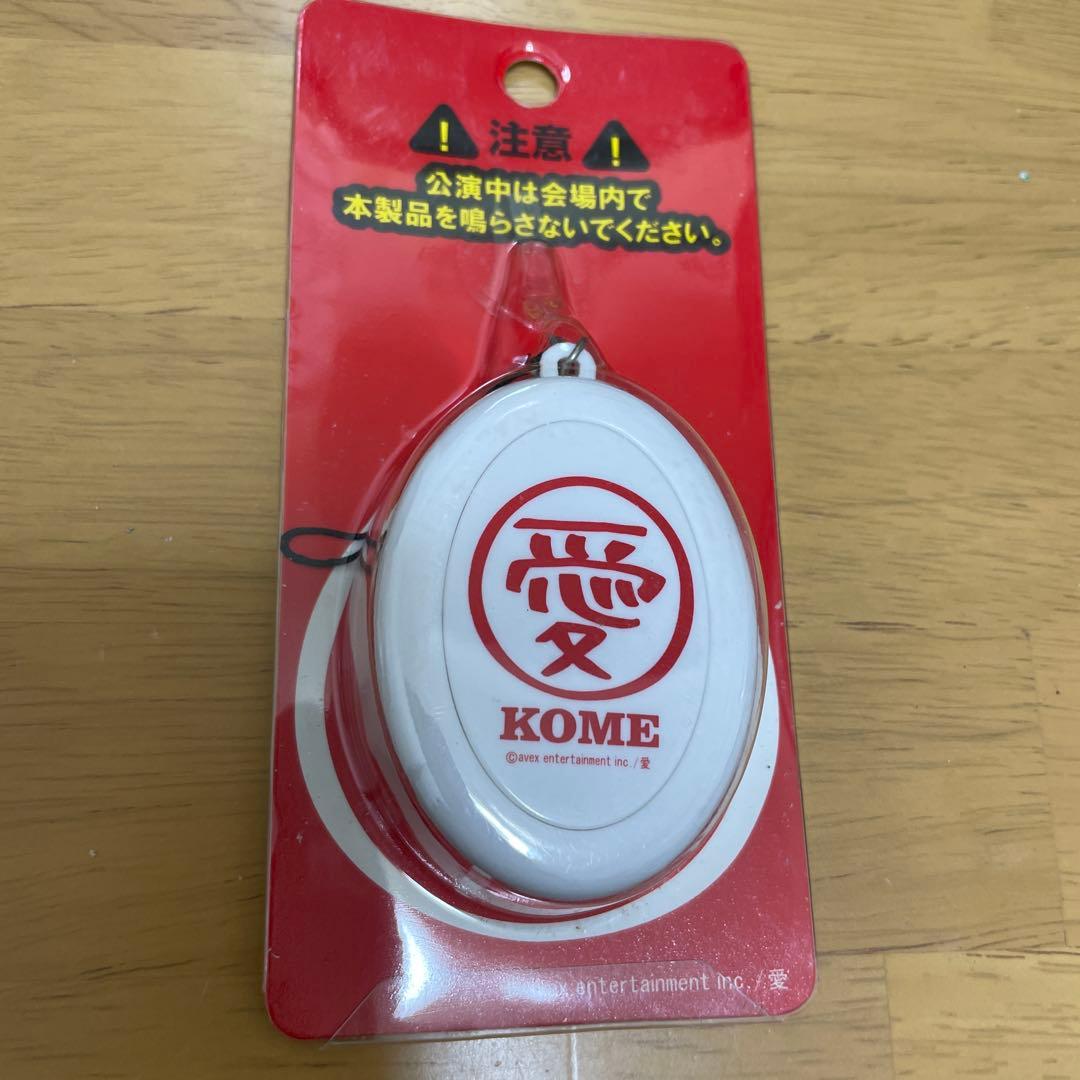 ! 注意 !
公演中は会場内で
本製品を鳴らさないでください。
愛
KOME
©avex entertainment inc./愛
avex entertainment inc./愛